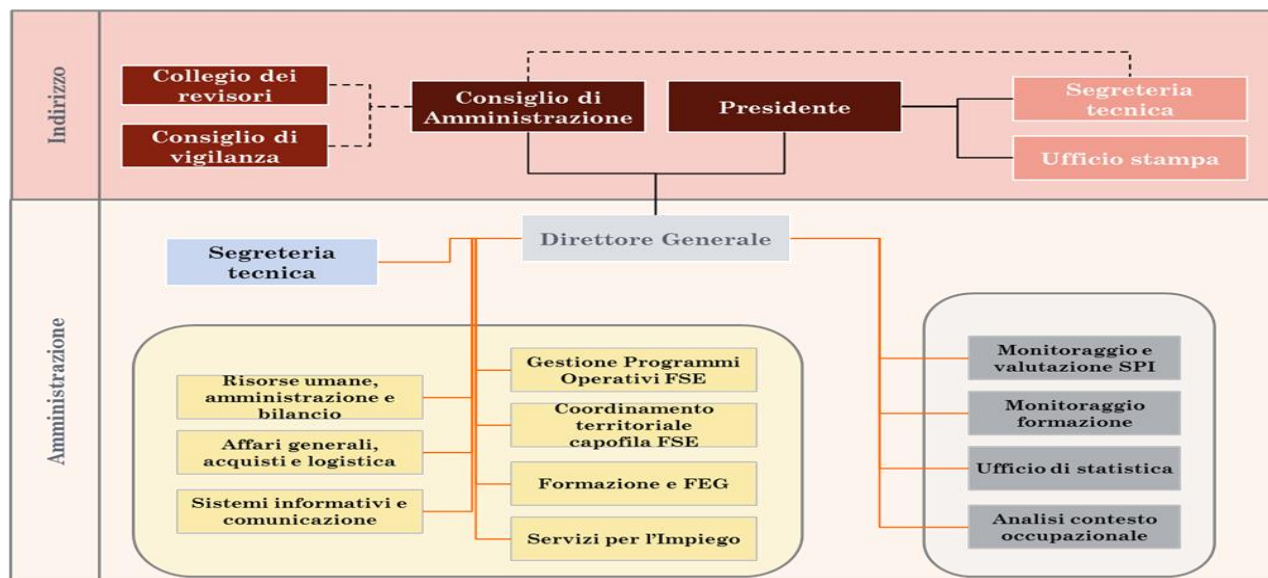 Indirizzo
Collegio dei
revisori
Consiglio di
vigilanza
Consiglio di
Amministrazione
Presidente
Segreteria
tecnica
Ufficio stampa
Amministrazione
Direttore Generale
Segreteria
tecnica
Risorse umane,
amministrazione e
bilancio
Affari generali,
acquisti e logistica
Sistemi informativi e
comunicazione
Gestione Programmi
Operativi FSE
Coordinamento
territoriale
capofila FSE
Formazione e FEG
Servizi per l'Impiego
Monitoraggio e
valutazione SPI
Monitoraggio
formazione
Ufficio di statistica
Analisi contesto
occupazionale